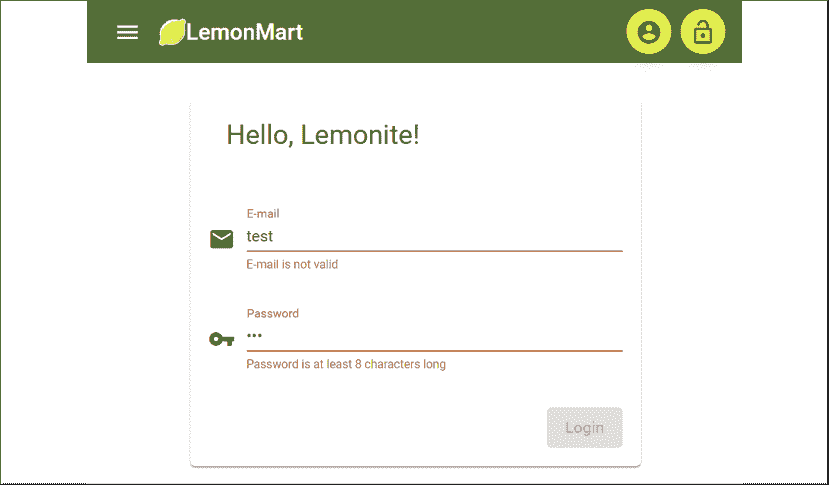 LemonMart
Hello, Lemonite!
E-mail
test
E-mail is not valid
Password
•••
Password is at least 8 characters long
Login